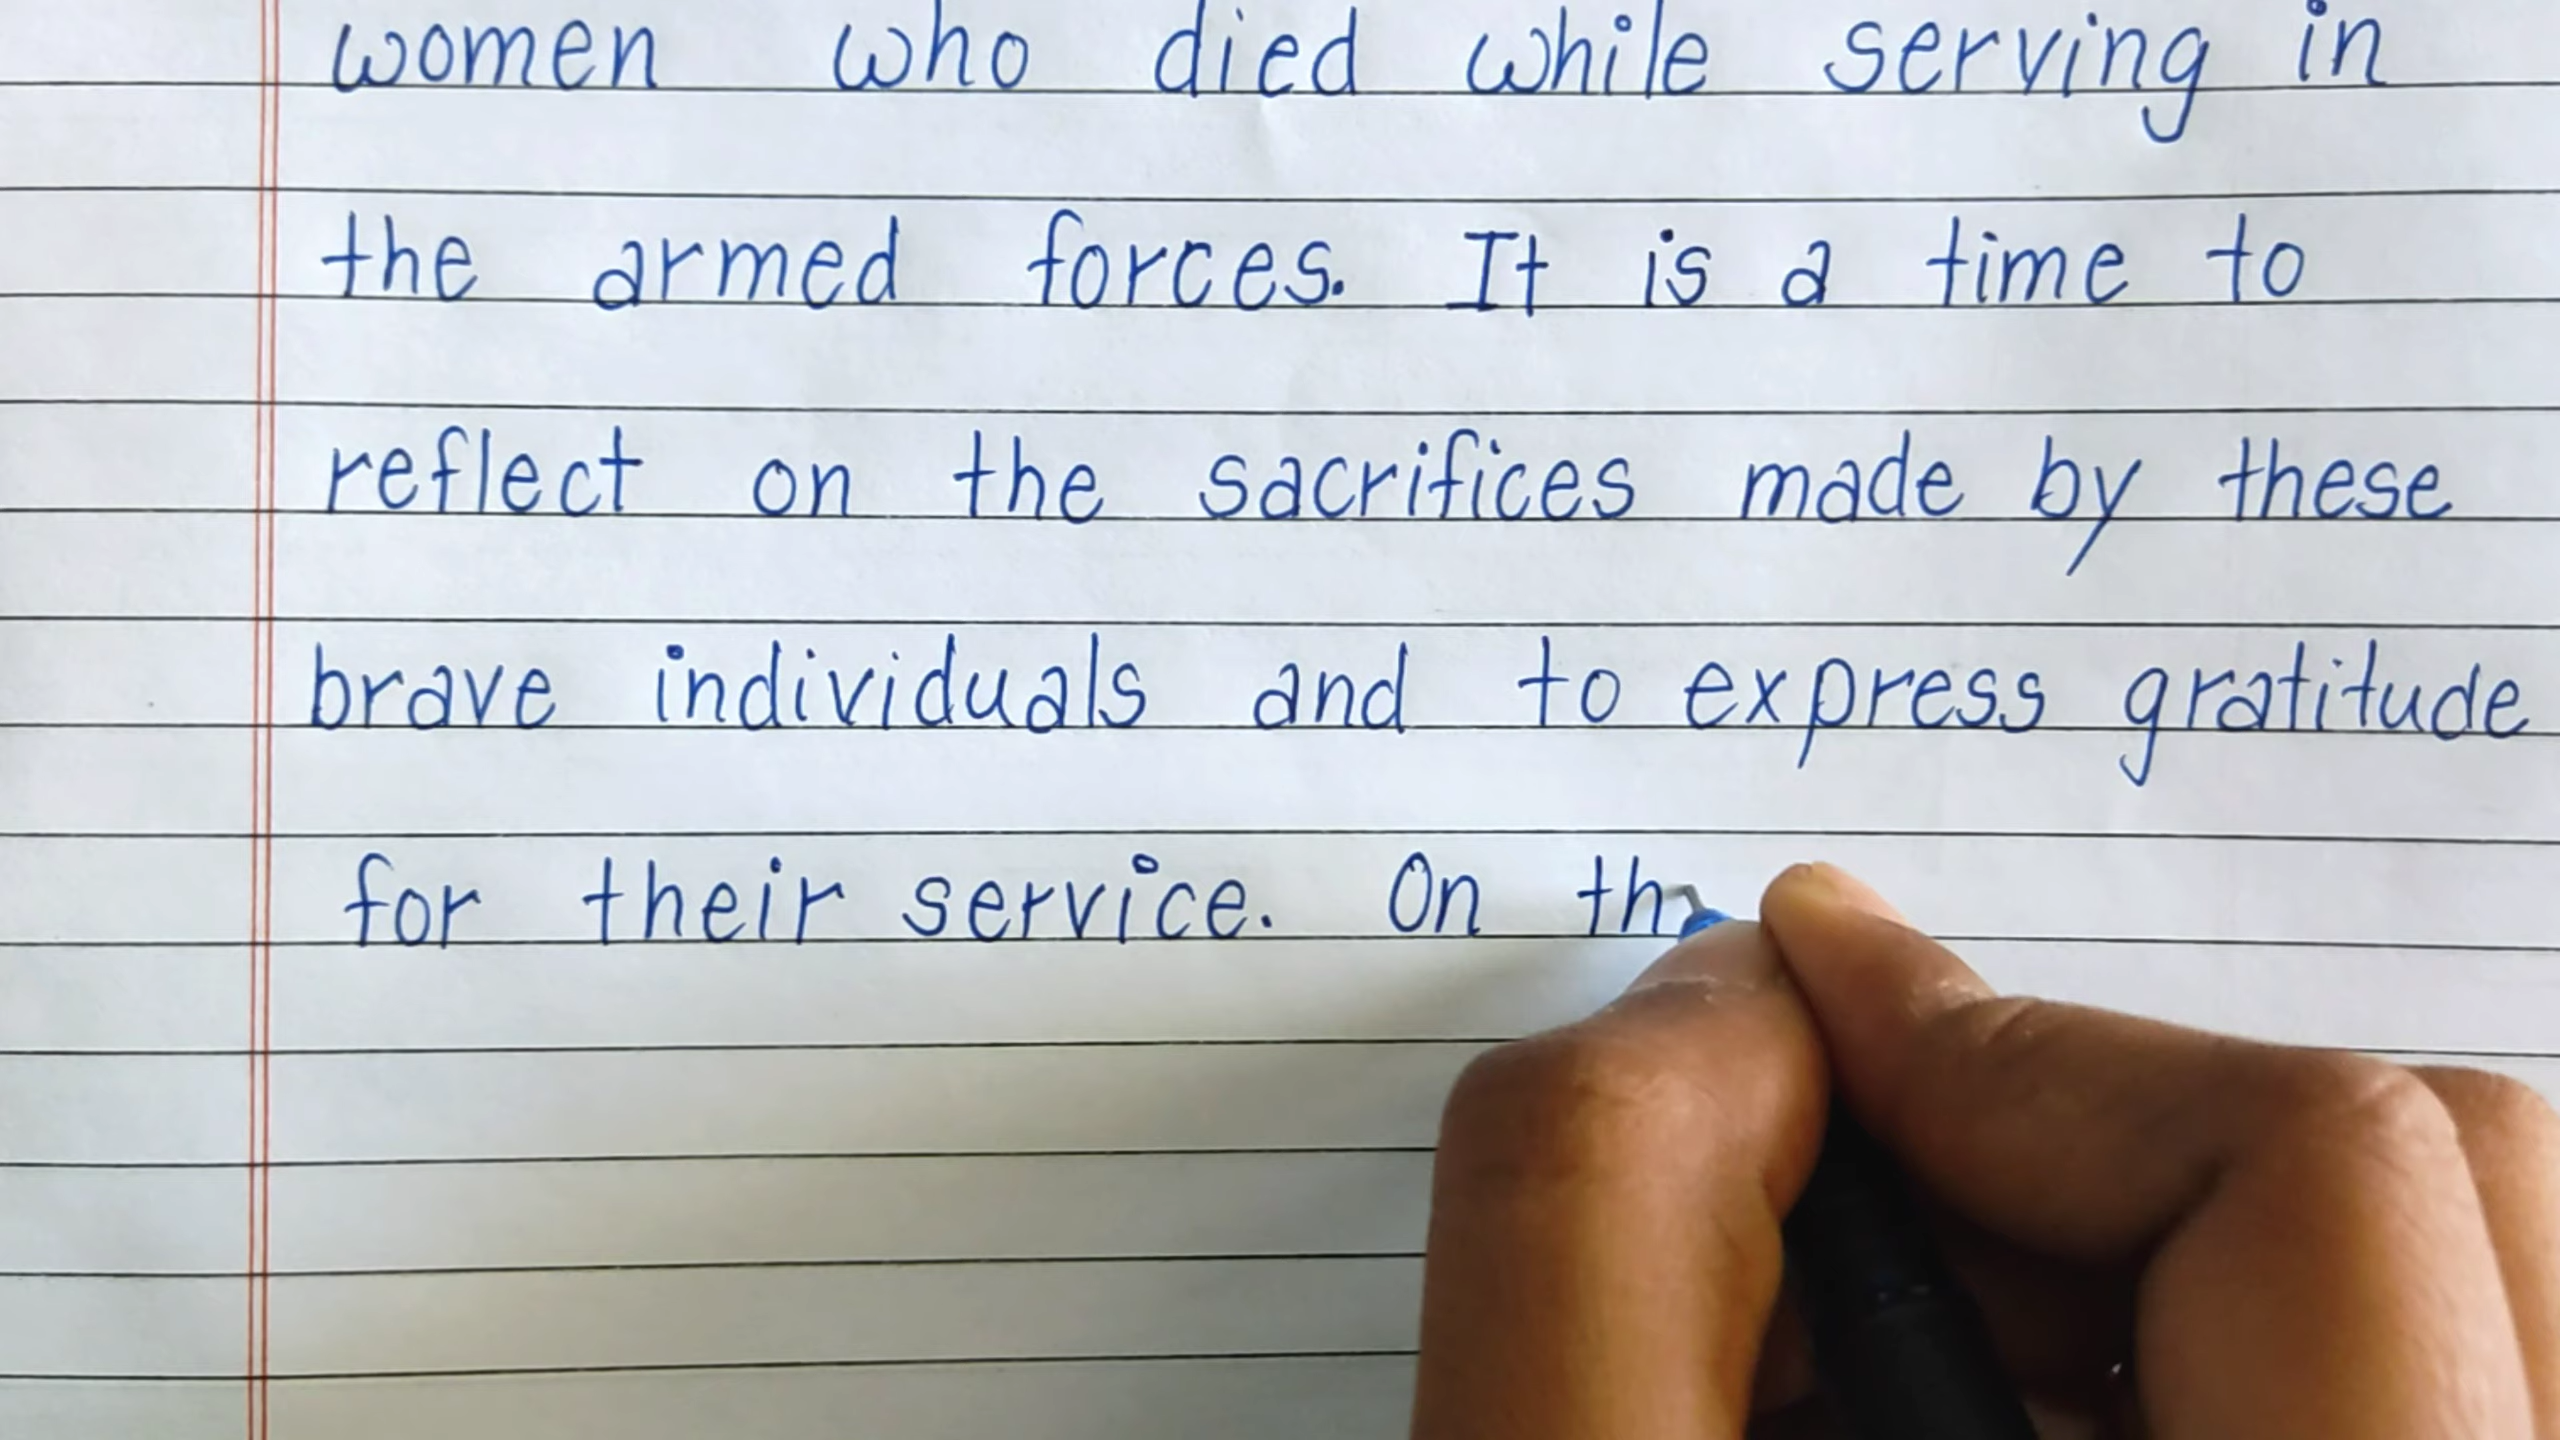 women who died while serving in
the armed forces. It is a time to
reflect on the sacrifices made by these
brave individuals and to express gratitude
for their service. On th